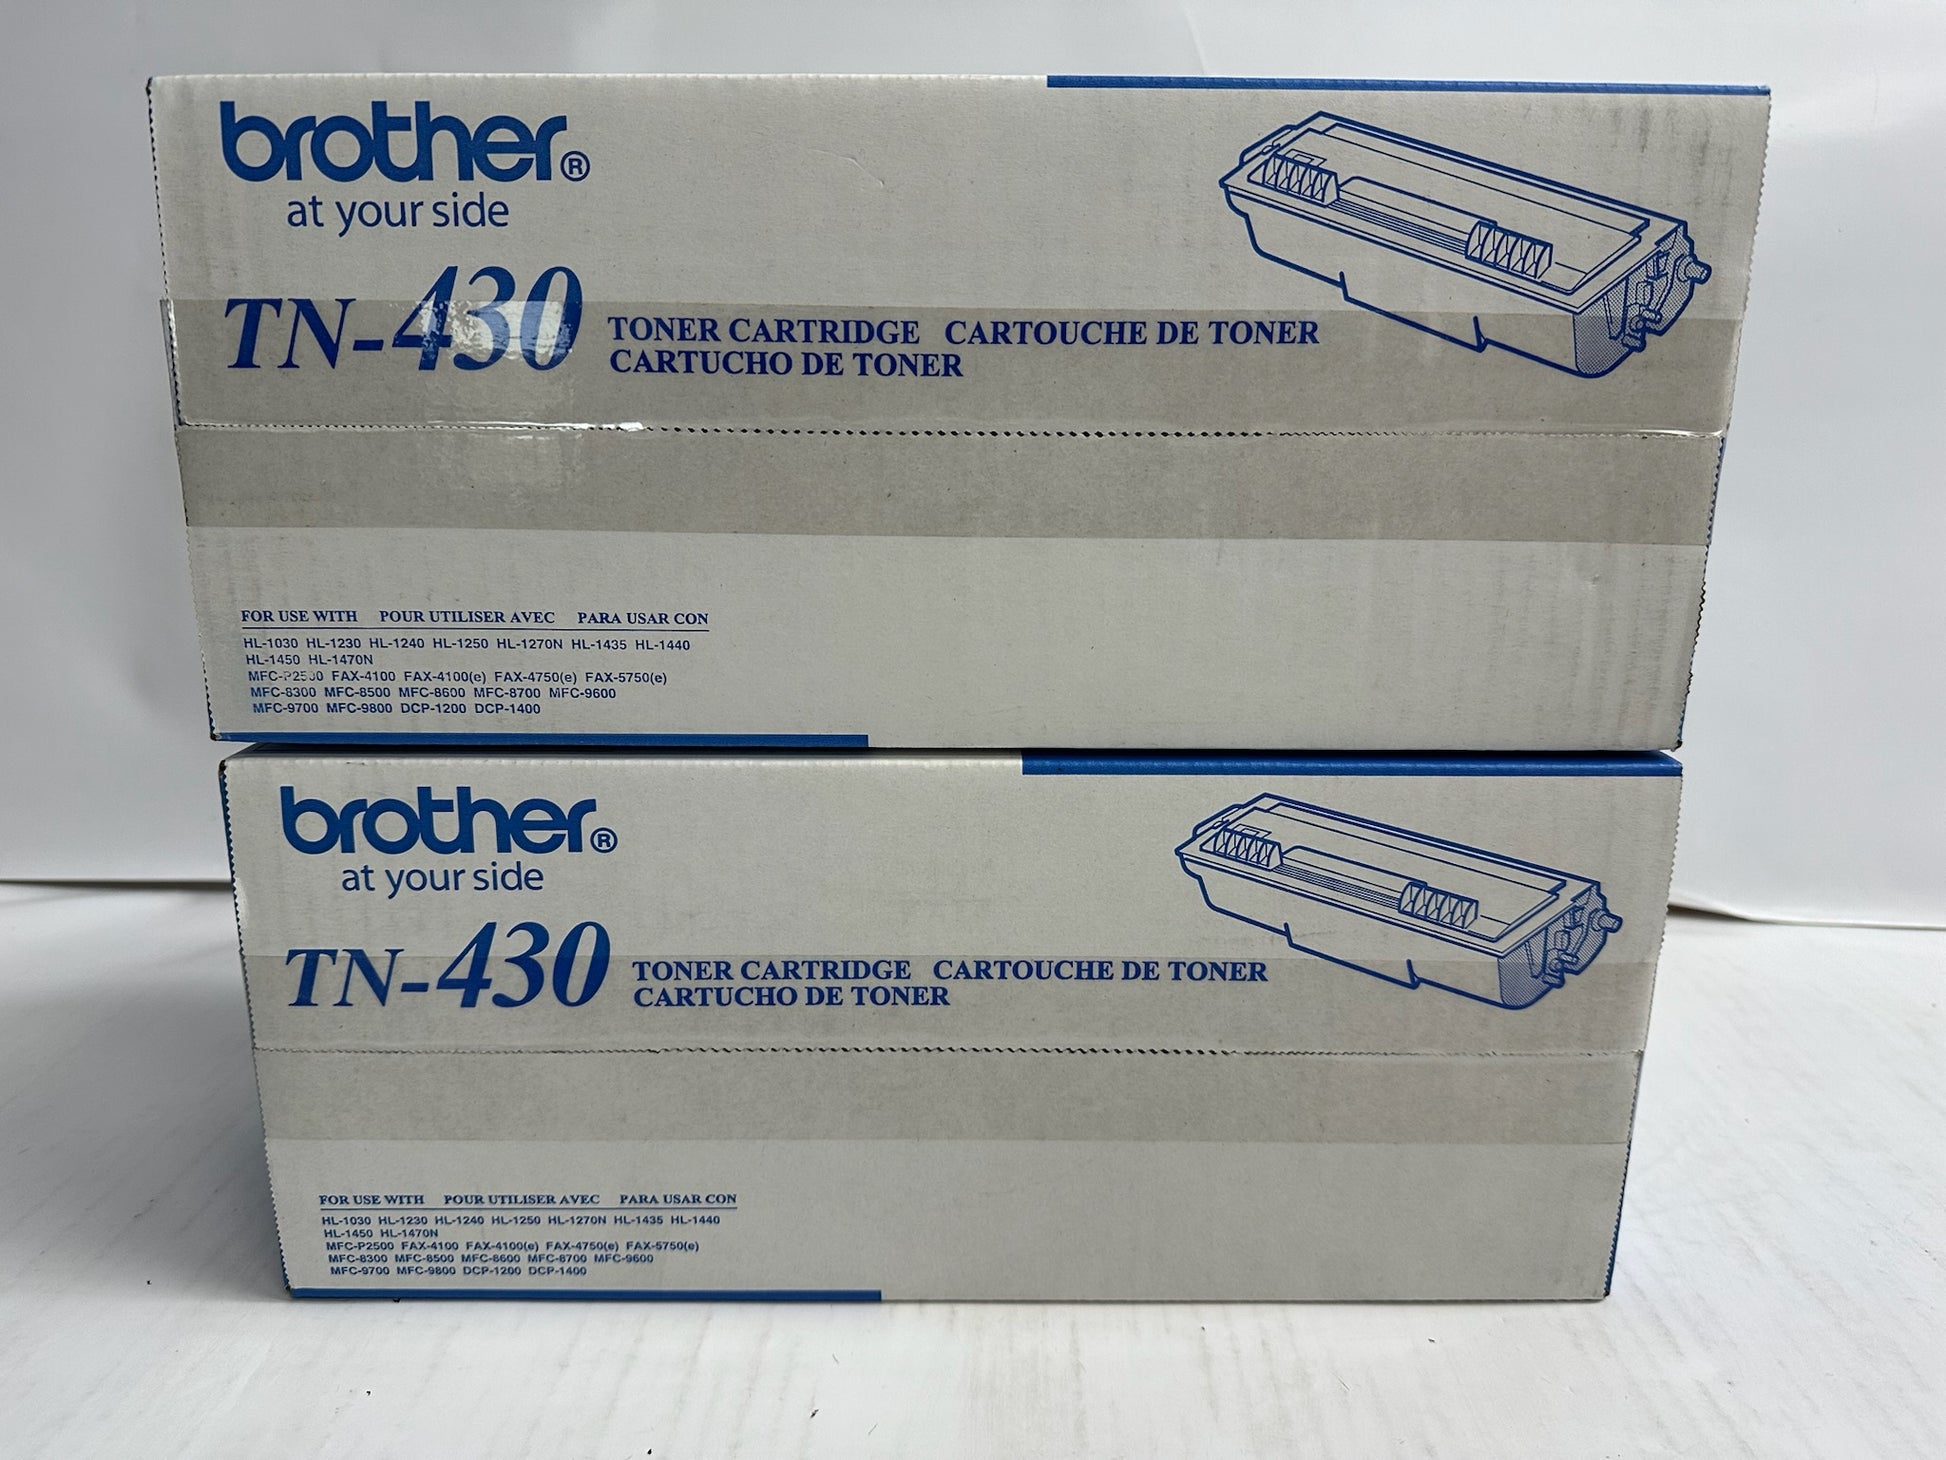 brother®
at your side
TN-430 TONER CARTRIDGE CARTOUCHE DE TONER
CARTUCHO DE TONER
FOR USE WITH POUR UTILISER AVEC PARA USAR CON
HL-1030 HL-1230 HL-1240 HL-1250 HL-1270N HL-1435 HL-1440
HL-1450 HL-1470N
MFC-P2500 FAX-4100 FAX-4100(e) FAX-4750(e) FAX-5750(e)
MFC-8300 MFC-8500 MFC-8600 MFC-8700 MFC-9600
MFC-9700 MFC-9800 DCP-1200 DCP-1400
brother®
at your side
TN-430 TONER CARTRIDGE CARTOUCHE DE TONER
CARTUCHO DE TONER
FOR USE WITH POUR UTILISER AVEC PARA USAR CON
HL-1030 HL-1230 HL-1240 HL-1250 HL-1270N HL-1435 HL-1440
HL-1450 HL-1470N
MFC-P2500 FAX-4100 FAX-4100(e) FAX-4750(e) FAX-5750(e)
MFC-8300 MFC-8500 MFC-8600 MFC-8700 MFC-9600
MFC-9700 MFC-9800 DCP-1200 DCP-1400